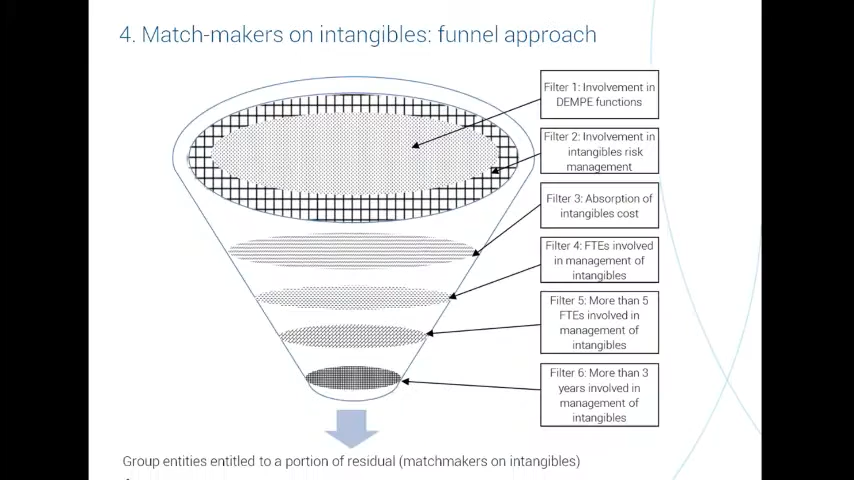 4. Match-makers on intangibles: funnel approach
Filter 1: Involvement in
DEMPE functions
Filter 2: Involvement in
intangibles risk
management
Filter 3: Absorption of
intangibles cost
Filter 4: FTEs involved
in management of
intangibles
Filter 5: More than 5
FTEs involved in
management of
intangibles
Filter 6: More than 3
years involved in
management of
intangibles
Group entities entitled to a portion of residual (matchmakers on intangibles)